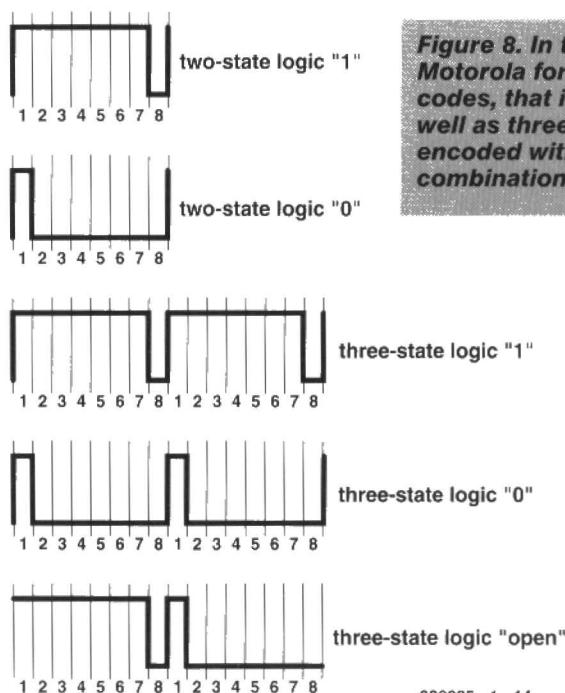 two-state logic "1"
1 2 3 4 5 6 7 8
two-state logic "0"
1 2 3 4 5 6 7 8
three-state logic "1"
1 2 3 4 5 6 7 8 1 2 3 4 5 6 7 8
three-state logic "0"
1 2 3 4 5 6 7 8 1 2 3 4 5 6 7 8
three-state logic "open"
1 2 3 4 5 6 7 8 1 2 3 4 5 6 7 8
Figure 8. In
Motorola for
codes, that
well as three
encoded
combination